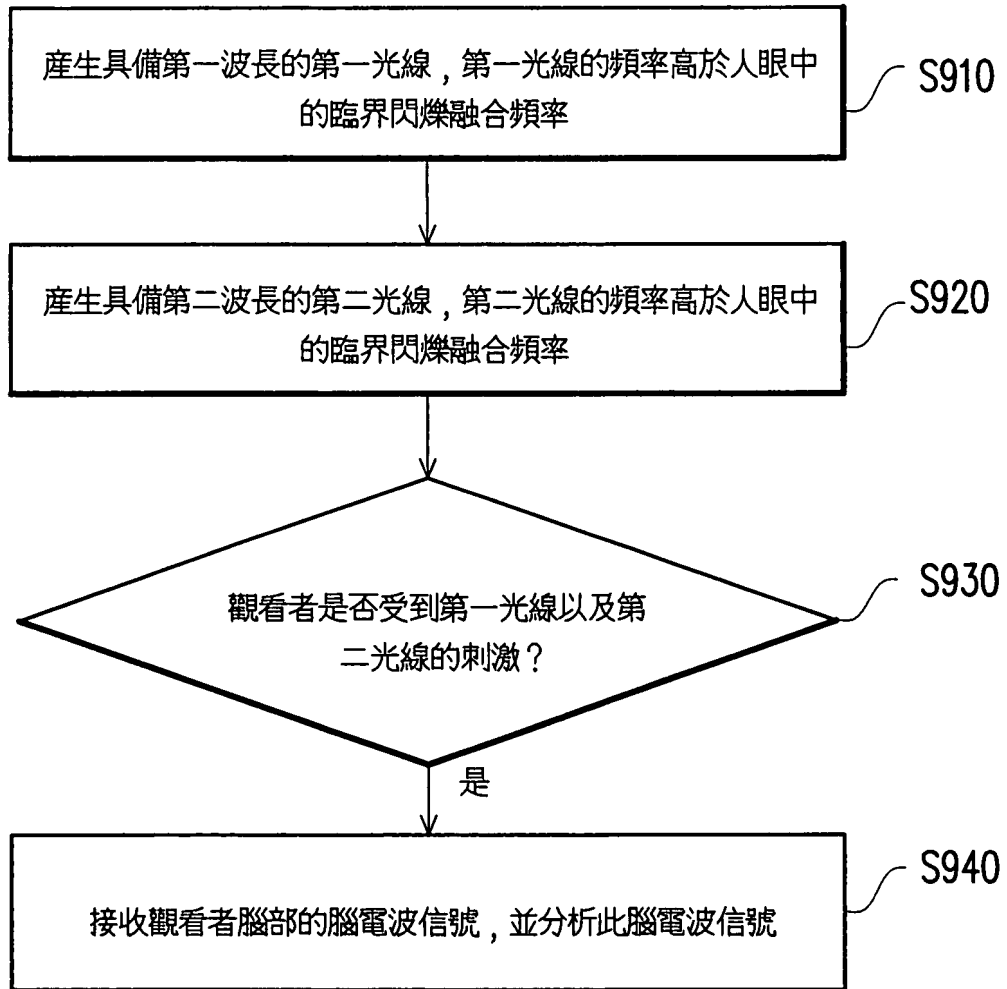 產生具備第一波長的第一光線,第一光線的頻率高於人眼中
的臨界閃爍融合頻率
S910
產生具備第二波長的第二光線,第二光線的頻率高於人眼中
的臨界閃爍融合頻率
S920
觀看者是否受到第一光線以及第
二光線的刺激?
S930
是
接收觀看者腦部的腦電波信號,並分析此腦電波信號
S940